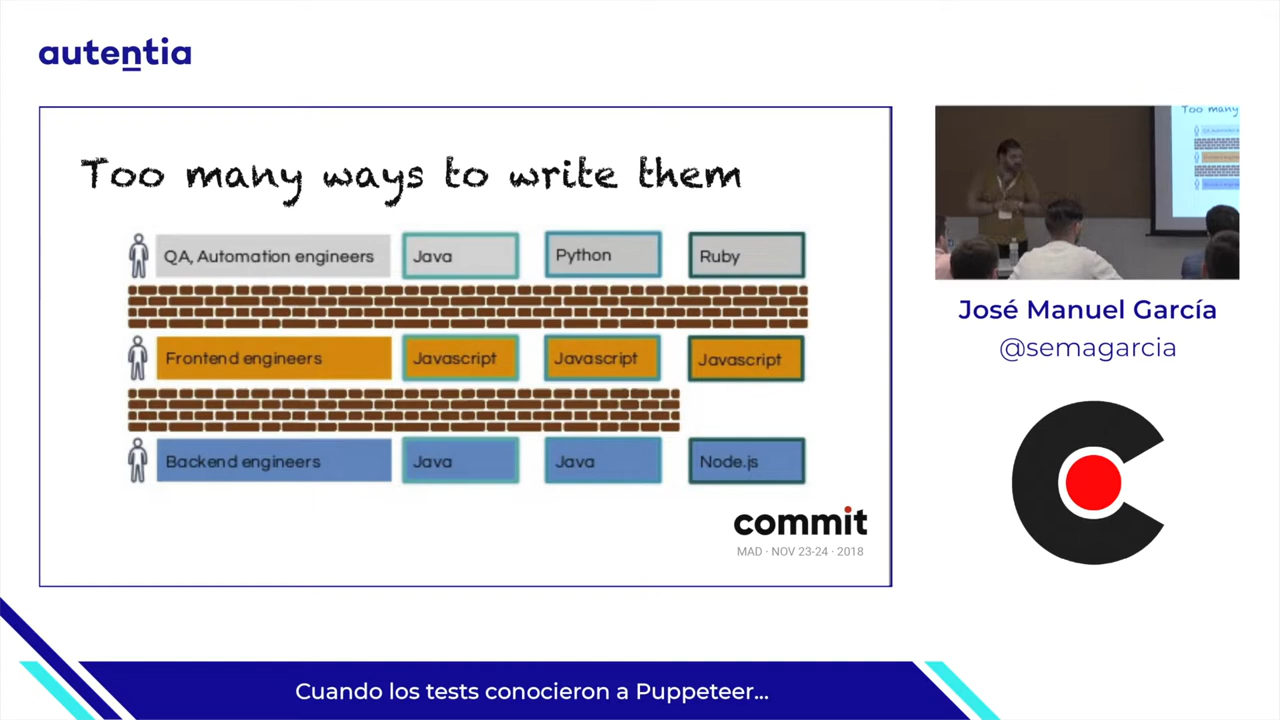 autentia
Too many ways to write them
QA, Automation engineers
Java
Python
Ruby
Frontend engineers
Javascript
Javascript
Javascript
Backend engineers
Java
Java
Node.js
commit
MAD · NOV 23-24 · 2018
Too many
José Manuel García
@semagarcia
Cuando los tests conocieron a Puppeteer...